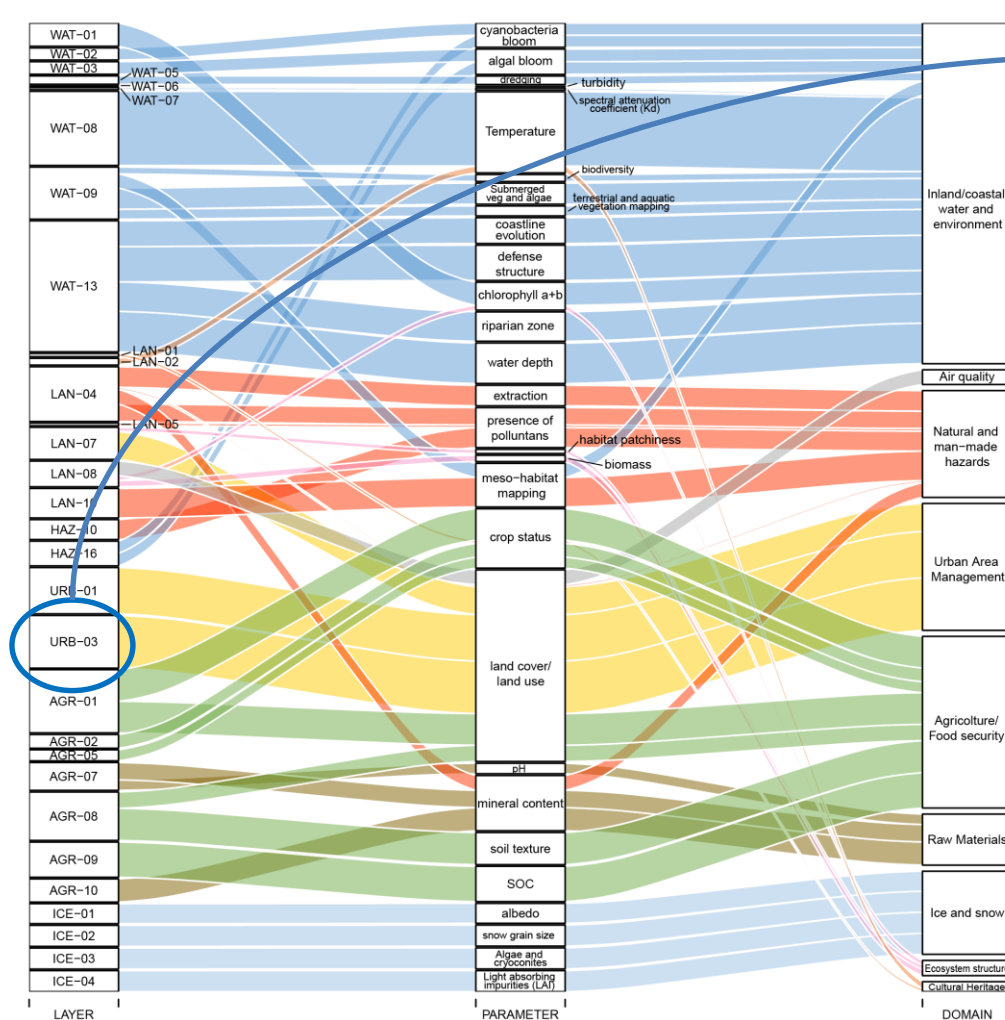 WAT-01
WAT-02
WAT-03
WAT-05
WAT-06
WAT-07
WAT-08
WAT-09
WAT-13
LAN-01
LAN-02
LAN-04
LAN-05
LAN-07
LAN-08
HAZ-10
HAZ-16
URB-01
URB-03
AGR-01
AGR-02
AGR-05
AGR-07
AGR-08
AGR-09
AGR-10
ICE-01
ICE-02
ICE-03
ICE-04
LAYER
cyanobacteria
bloom
algal bloom
dredging
turbidity
spectral attenuation
coefficient (Kd)
Temperature
biodiversity
Submerged
veg and algae
terrestrial and aquatic
vegetation mapping
coastline
evolution
defense
structure
chlorophyll a+b
riparian zone
water depth
extraction
presence of
polluntans
habitat patchiness
biomass
meso-habitat
mapping
crop status
land cover/
land use
pH
mineral content
soil texture
SOC
albedo
snow grain size
Algae and
cryoconites
Light absorbing
impurities (LAI)
PARAMETER
Inland/coastal
water and
environment
Air quality
Natural and
man-made
hazards
Urban Area
Management
Agricolture/
Food security
Raw Materials
Ice and snow
Ecosystem structure
Cultural Heritage
DOMAIN